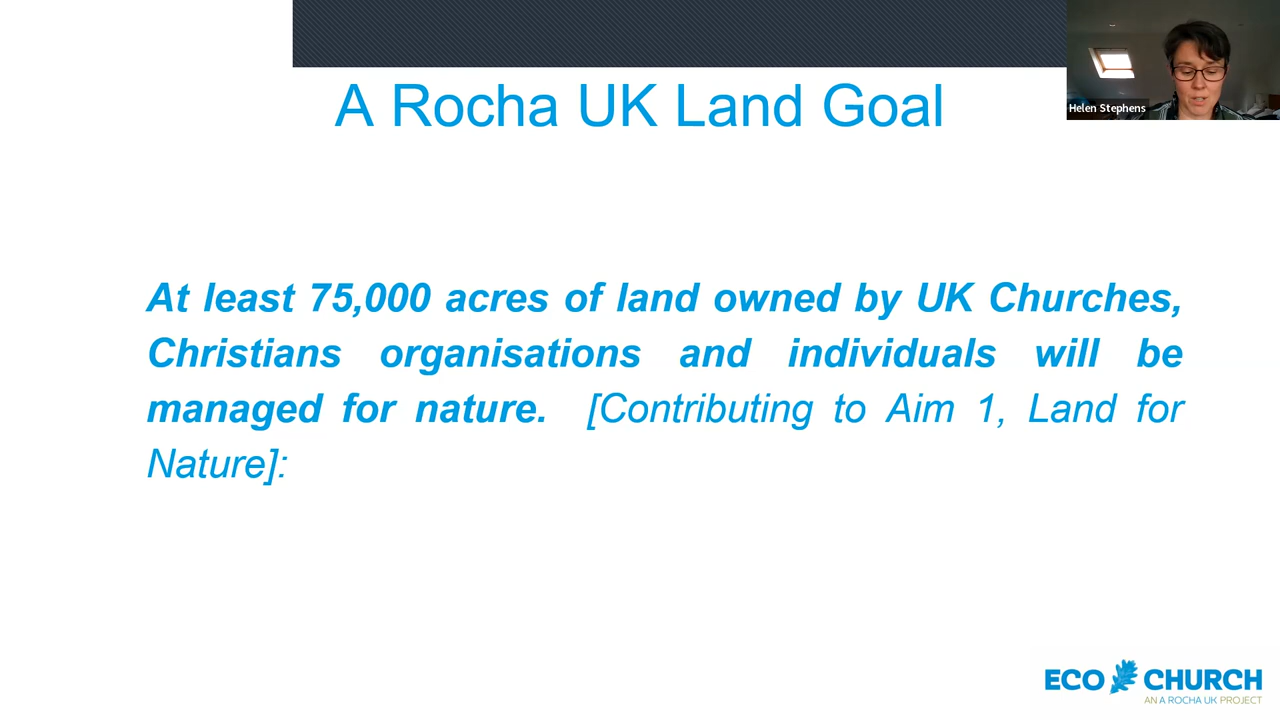 A Rocha UK Land Goal
Helen Stephens
At least 75,000 acres of land owned by UK Churches,
Christians organisations and individuals will be
managed for nature. [Contributing to Aim 1, Land for
Nature]:
ECO CHURCH
AN A ROCHA UK PROJECT